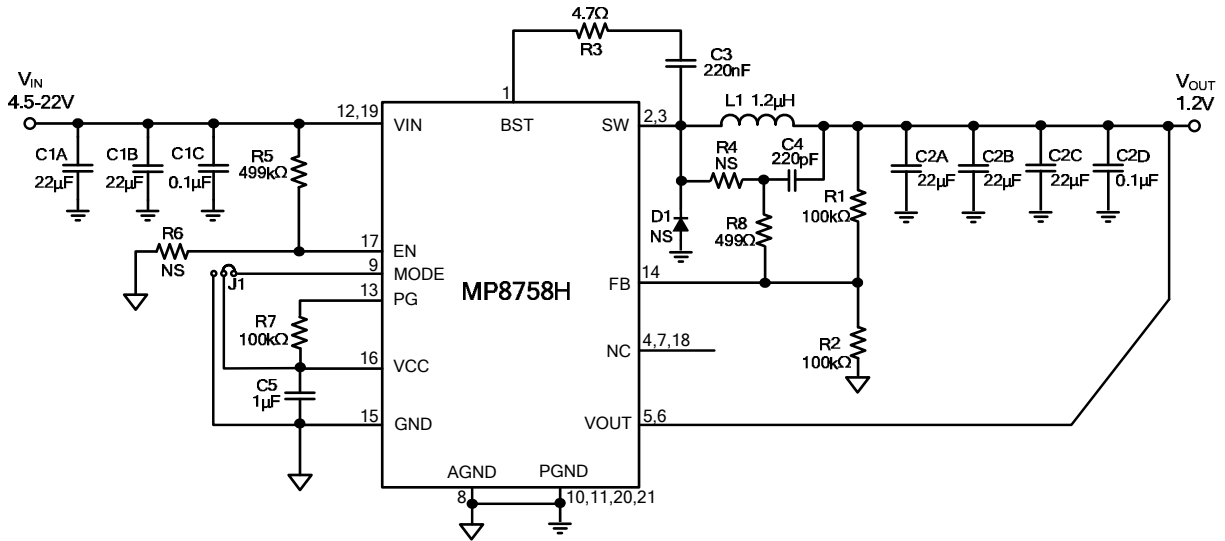 4.7Ω
R3
C3
220nF
V_IN
4.5-22V
V_OUT
1.2V
1
12,19
VIN
BST
SW
2,3
L1 1.2µH
C1A
22µF
C1B
22µF
C1C
0.1µF
R5
499kΩ
R4
NS
C4
220pF
C2A
22µF
C2B
22µF
C2C
22µF
C2D
0.1µF
R1
100kΩ
D1
NS
R8
499Ω
R6
NS
17
EN
9
MODE
J1
13
PG
MP8758H
FB
14
R7
100kΩ
NC
4,7,18
R2
100kΩ
16
VCC
C5
1µF
15
GND
VOUT
5,6
AGND
PGND
8
10,11,20,21